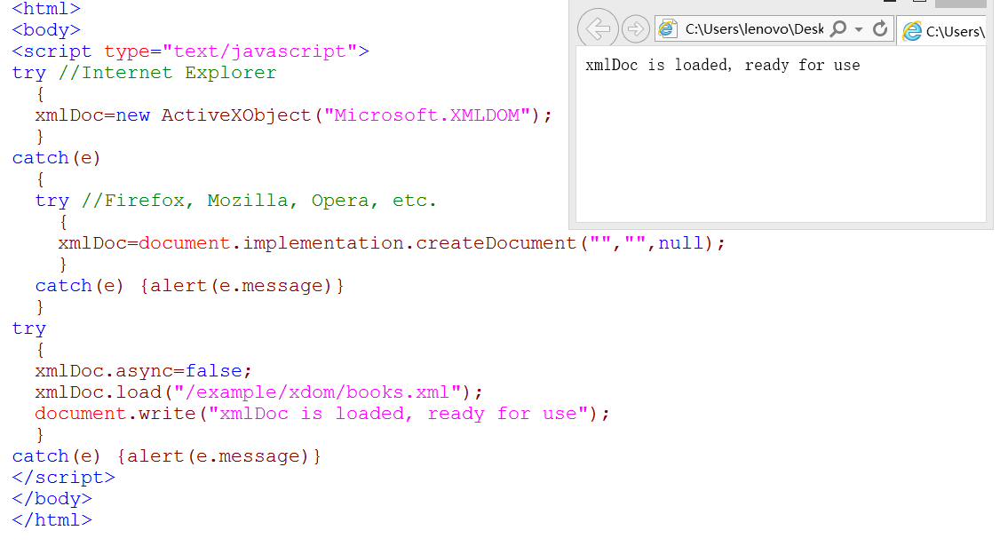 <html>
<body>
<script type="text/javascript">
try //Internet Explorer
  {
  xmlDoc=new ActiveXObject("Microsoft.XMLDOM");
  }
catch(e)
  {
  try //Firefox, Mozilla, Opera, etc.
    {
    xmlDoc=document.implementation.createDocument("","",null);
    }
  catch(e) {alert(e.message)}
  }
try
  {
  xmlDoc.async=false;
  xmlDoc.load("/example/xdom/books.xml");
  document.write("xmlDoc is loaded, ready for use");
  }
catch(e) {alert(e.message)}
</script>
</body>
</html>
C:\Users\lenovo\Desk
C:\Users\
xmlDoc is loaded, ready for use